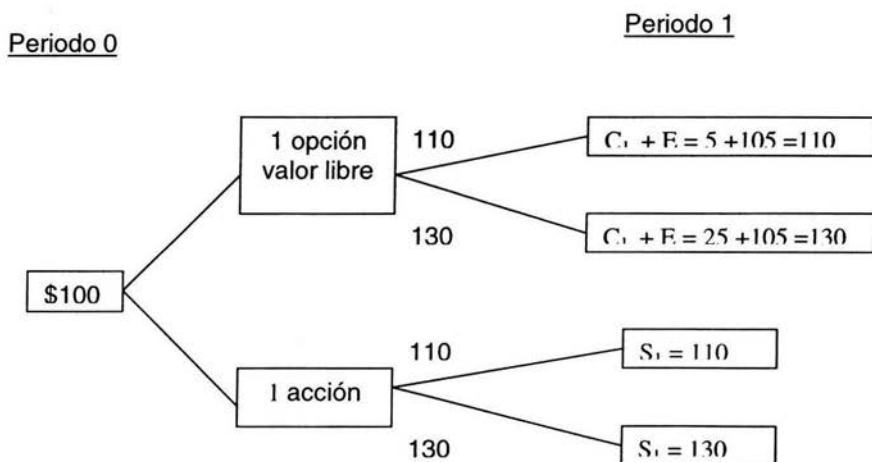 Periodo 0
Periodo 1
1 opción
valor libre
110
130
C₁ + E = 5 +105 =110
C₁ + E = 25 +105 =130
$100
1 acción
110
130
S₁ = 110
S₁ = 130